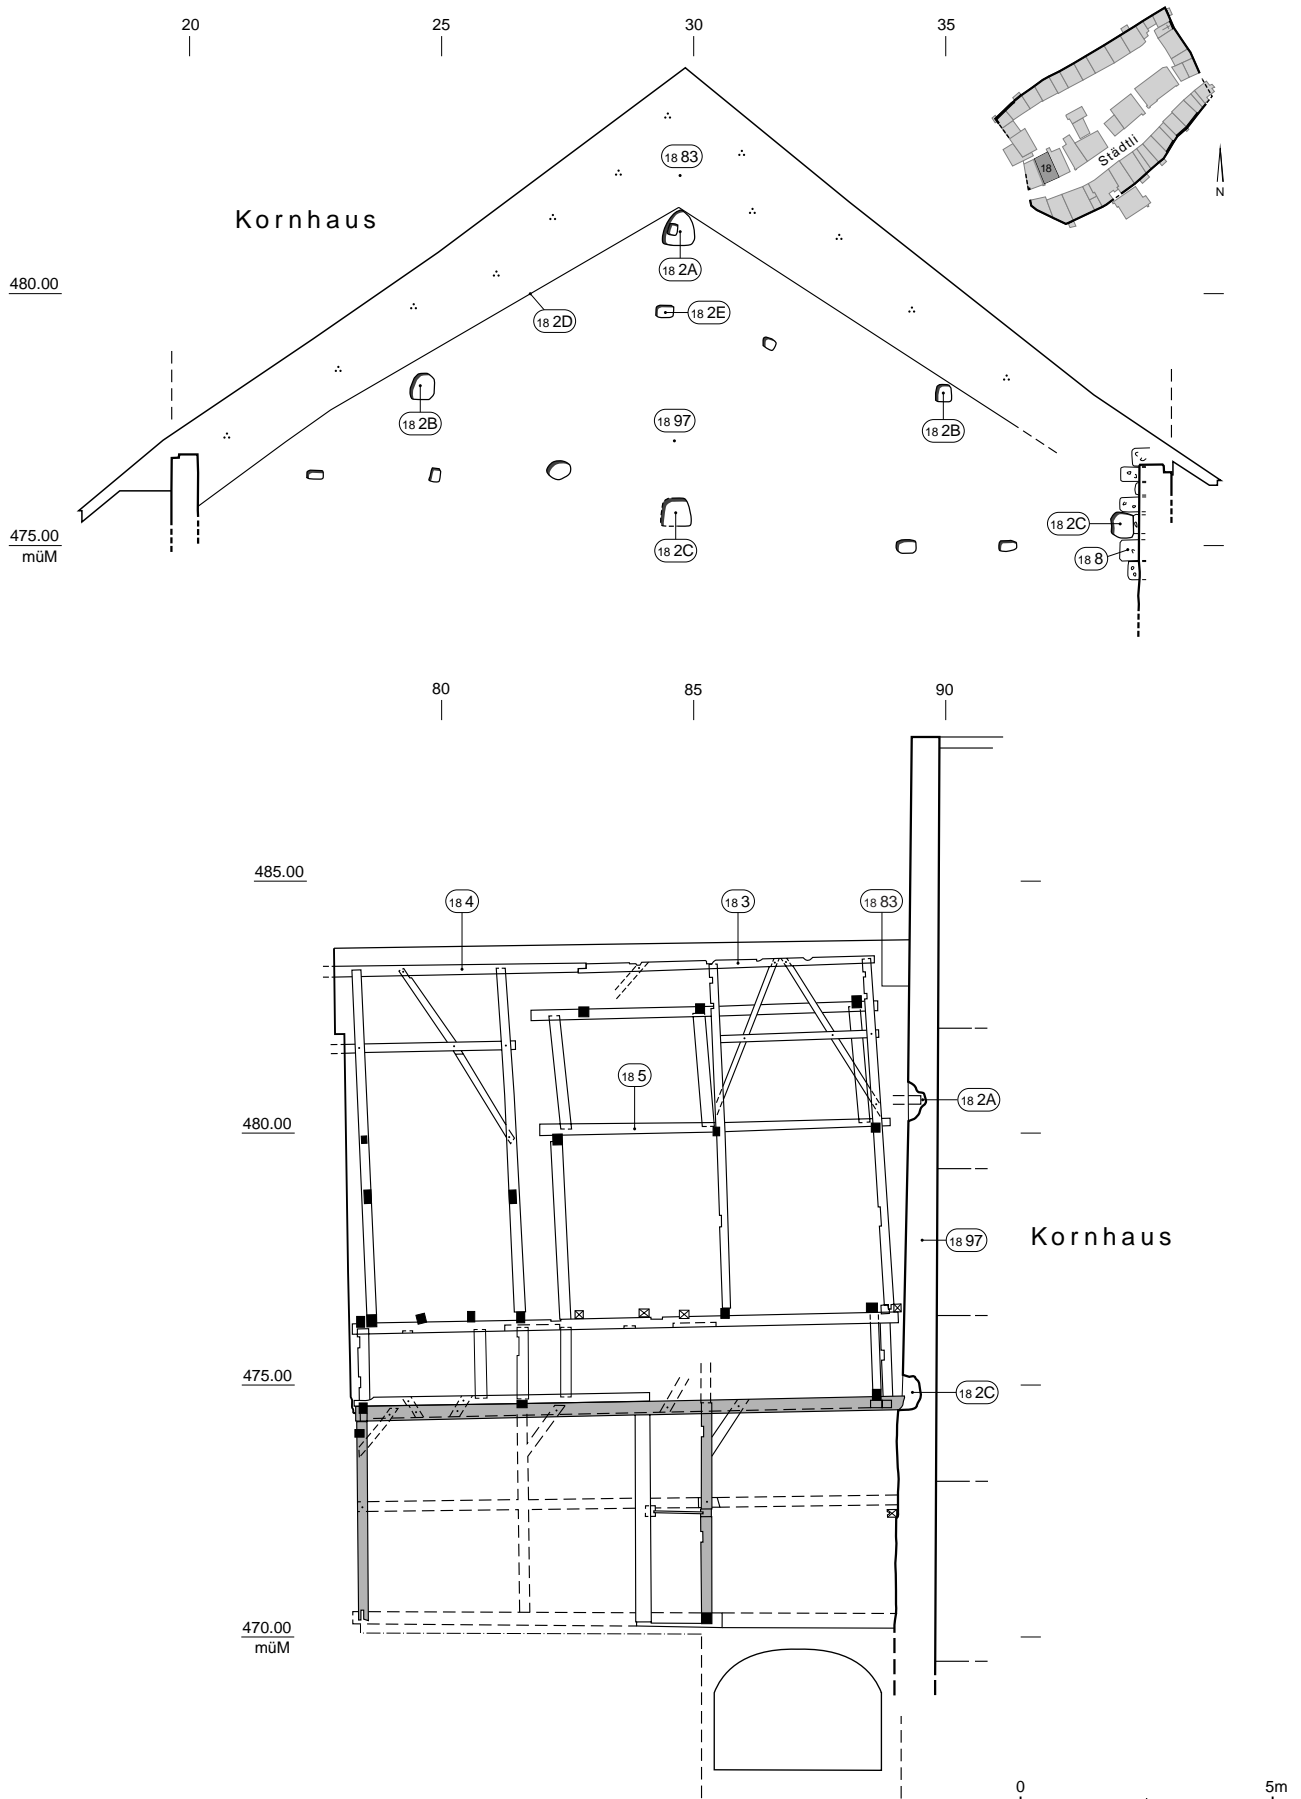 20 25 30 35
Städtli
18
N
18 83
Kornhaus
18 2A
480.00
18 2E
18 2D
18 2B
18 97
18 2B
18 2C
18 2C
475.00
müM
18 8
80 85 90
485.00
18 4
18 3
18 83
18 5
18 2A
480.00
Kornhaus
18 97
475.00
18 2C
470.00
müM
0 5m